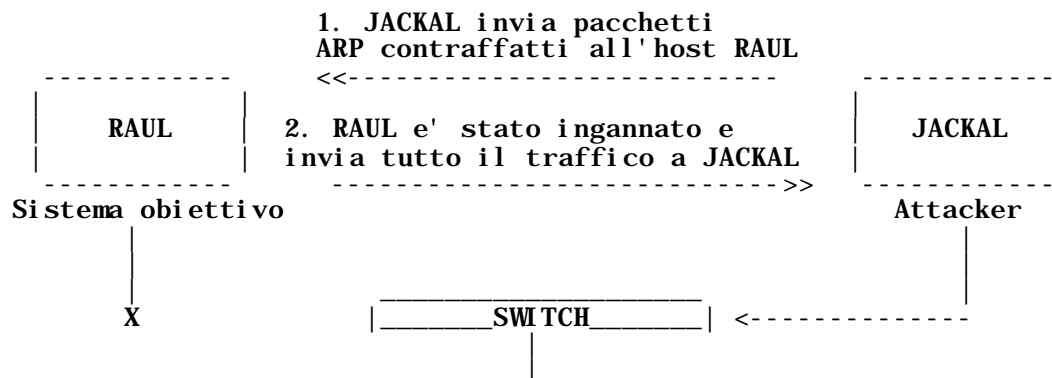 1. JACKAL invia pacchetti
ARP contraffatti all'host RAUL
RAUL
2. RAUL e' stato ingannato e
invia tutto il traffico a JACKAL
JACKAL
Sistema obiettivo
Attacker
X
SWITCH